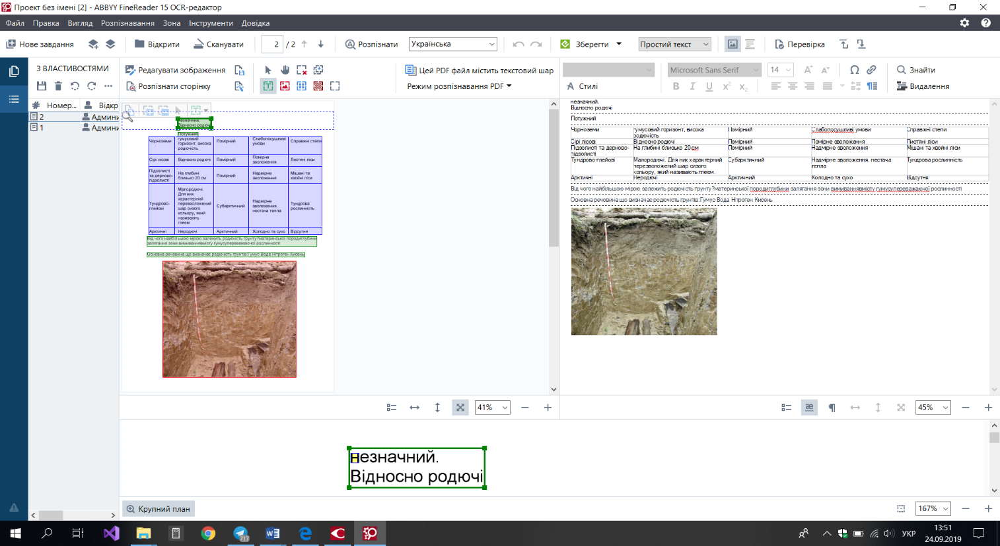 Проект без імені [2] - ABBYY FineReader 15 OCR-редактор
Файл Правка Вигляд Розпізнавання Зона Інструменти Довідка
Нове завдання Відкрити Сканувати 2 / 2 Розпізнати Українська Зберегти Простий текст Перевірка
З ВЛАСТИВОСТЯМИ Редагувати зображення Цей PDF файл містить текстовий шар Microsoft Sans Serif 14 Знайти
Розпізнати сторінку Режим розпізнавання PDF Стилі Видалення
# Номер... Відкр
2 Админи
1 Админи
незначний.
Відносно родючі
Потужний
Чорноземи гумусовий горизонт, висока родючість Помірний Слабопосушливі умови Справжні степи
Сірі лісові Відносно родючі Помірний Помірне зволоження Листяні ліси
Підзолисті та дерново-підзолисті На глибині близько 20 см Помірний Надмірне зволоження Мішані та хвойні ліси
Тундрово-глейові Малородючі. Для них характерний перезволожений шар сизого кольору, який називають глеєм. Субарктичний Надмірне зволоження, нестача тепла Тундрова рослинність
Арктичні Неродючі Арктичний Холодно та сухо Відсутня
Від чого найбільшою мірою залежить родючість ґрунту?материнської породиглибини
залягання зони вимиваннявмісту гумусупереважаючої рослинності
Основна речовина що визначає родючість ґрунтів:Гумус Вода Нітроген Кисень
незначний.
Відносно родючі
Потужний
Чорноземи гумусовий горизонт, висока родючість Помірний Слабопосушливі умови Справжні степи
Сірі лісові Відносно родючі Помірний Помірне зволоження Листяні ліси
Підзолисті та дерново-підзолисті На глибині близько 20 см Помірний Надмірне зволоження Мішані та хвойні ліси
Тундрово-глейові Малородючі. Для них характерний перезволожений шар сизого кольору, який називають глеєм. Субарктичний Надмірне зволоження, нестача тепла Тундрова рослинність
Арктичні Неродючі Арктичний Холодно та сухо Відсутня
Від чого найбільшою мірою залежить родючість ґрунту?материнської породиглибини залягання зони вимиваннявмісту гумусупереважаючої рослинності
Основна речовина що визначає родючість ґрунтів:Гумус Вода Нітроген Кисень
41% 45%
незначний.
Відносно родючі
Крупний план 167%
717 УКР 13:51
24.09.2019